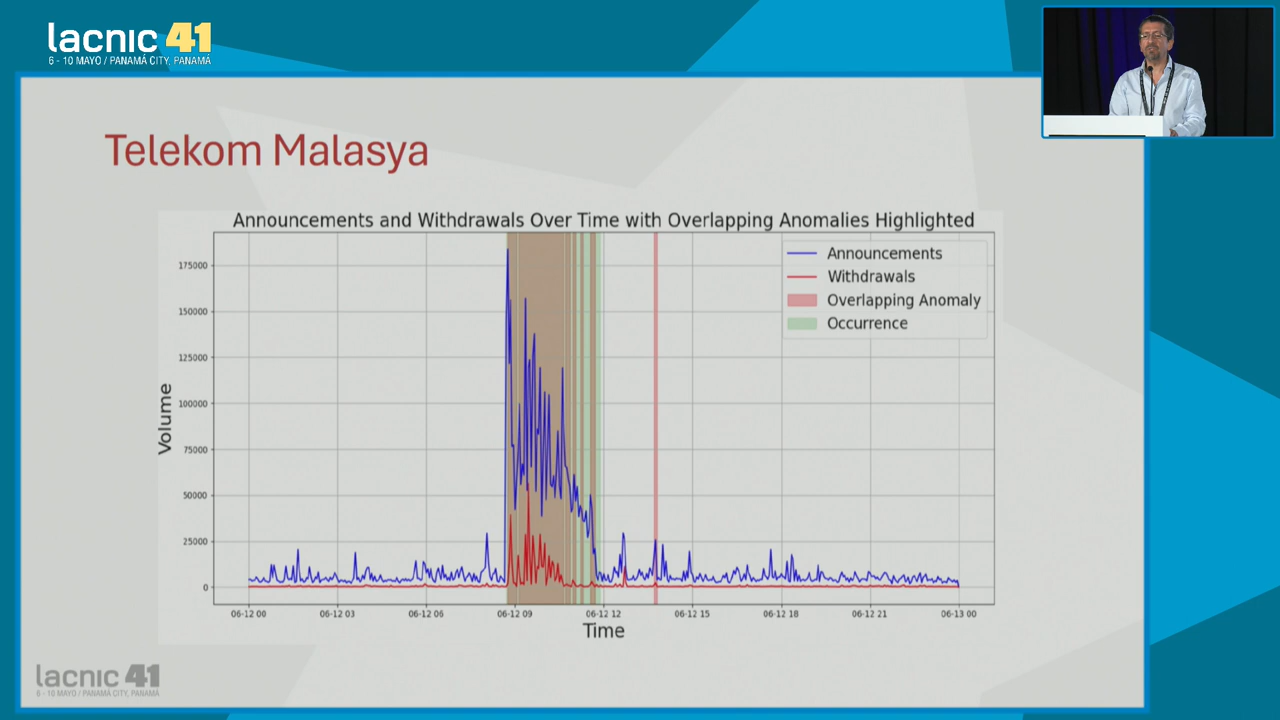 lacnic 41
6 - 10 MAYO / PANAMÁ CITY, PANAMÁ
Telekom Malasya
Announcements and Withdrawals Over Time with Overlapping Anomalies Highlighted
Announcements
Withdrawals
Overlapping Anomaly
Occurrence
Volume
175000
150000
125000
100000
75000
50000
25000
0
06-12 00 06-12 03 06-12 06 06-12 09 06-12 12 06-12 15 06-12 18 06-12 21 06-13 00
Time
lacnic 41
6 - 10 MAYO / PANAMÁ CITY, PANAMÁ